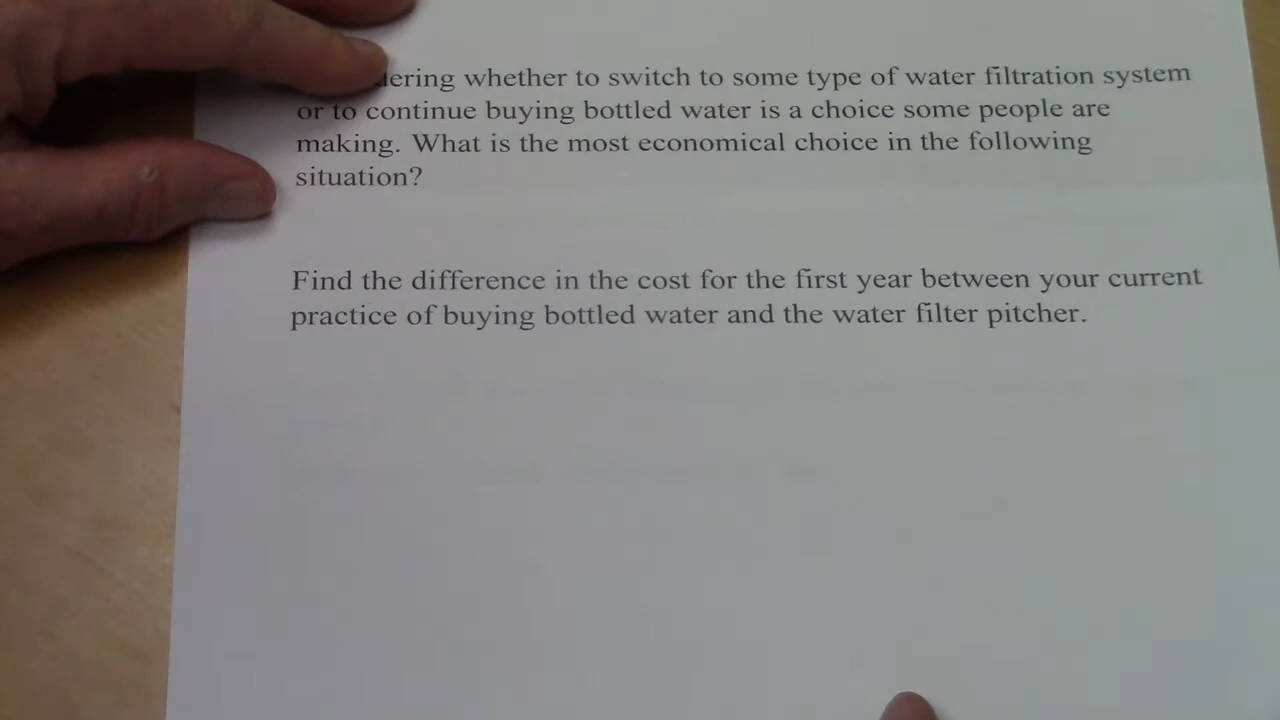 whether to switch to some type of water filtration system
or to continue buying bottled water is a choice some people are
making. What is the most economical choice in the following
situation?
Find the difference in the cost for the first year between your current
practice of buying bottled water and the water filter pitcher.